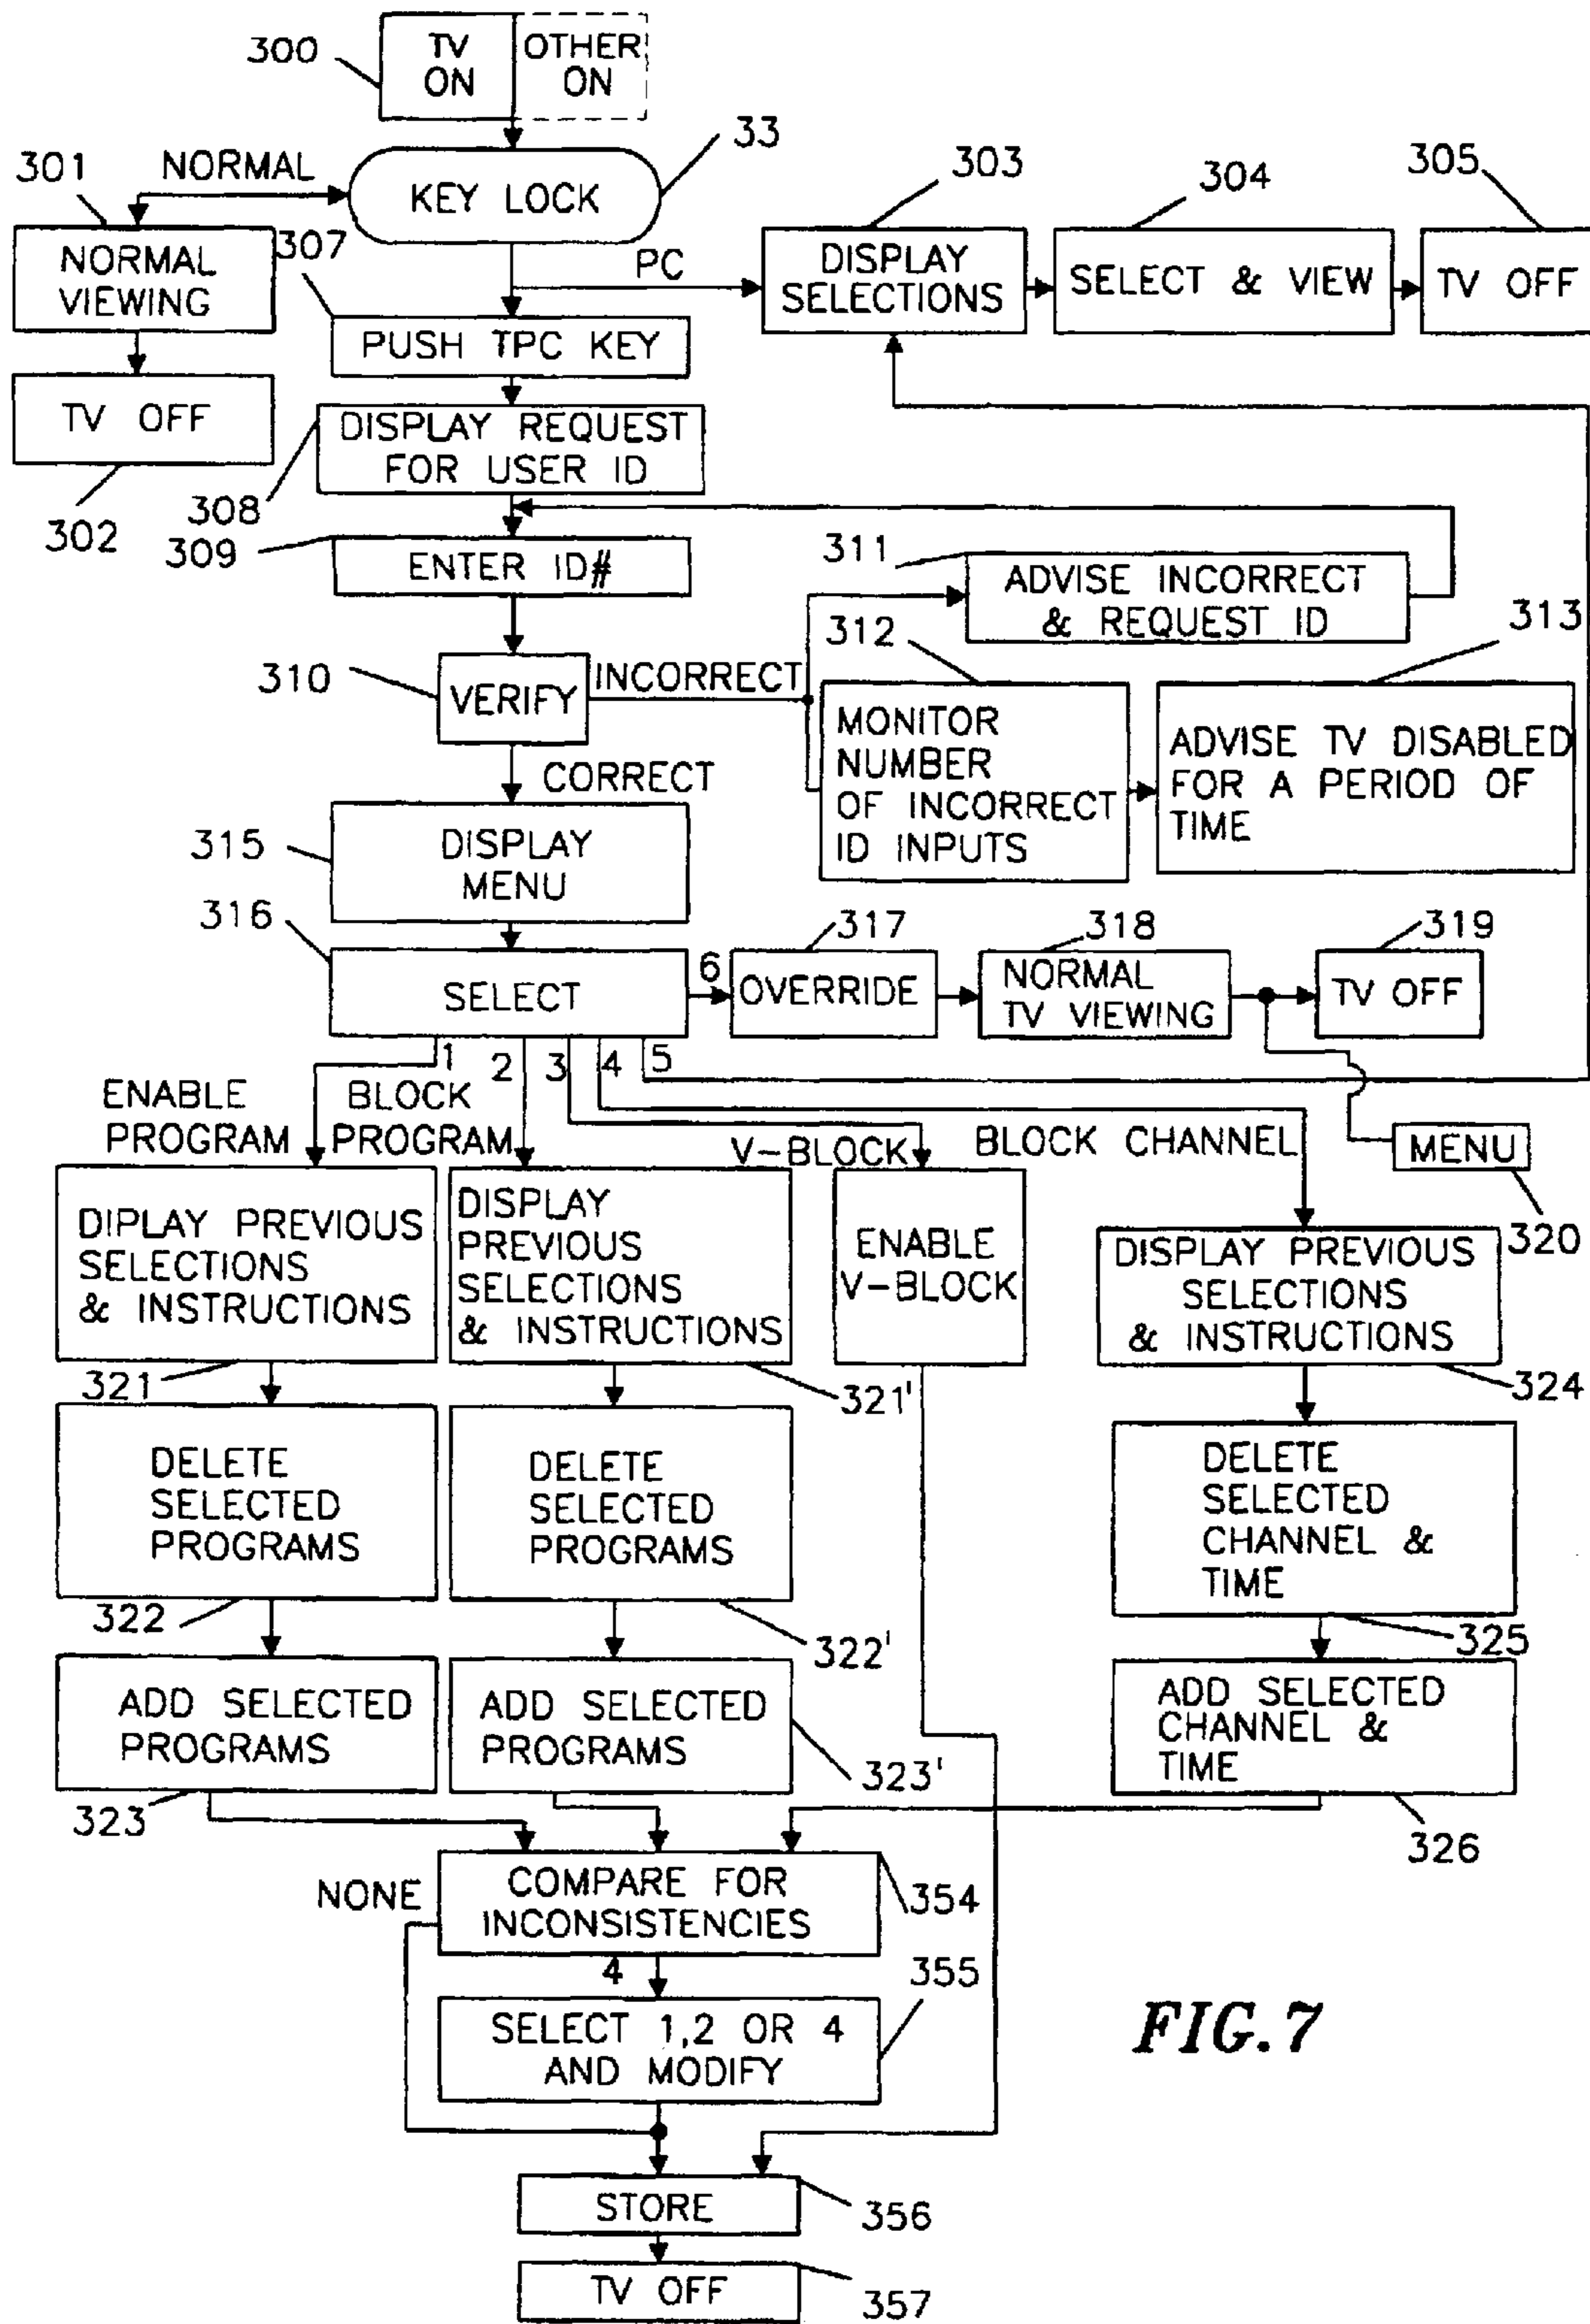 300
TV
ON
OTHER
ON
33
KEY LOCK
NORMAL
301
NORMAL
VIEWING
TV OFF
302
PC
303
DISPLAY
SELECTIONS
304
SELECT & VIEW
305
TV OFF
307
PUSH TPC KEY
DISPLAY REQUEST
FOR USER ID
308
309
ENTER ID#
311
ADVISE INCORRECT
& REQUEST ID
310
VERIFY
INCORRECT
312
MONITOR
NUMBER
OF INCORRECT
ID INPUTS
313
ADVISE TV DISABLED
FOR A PERIOD OF
TIME
CORRECT
315
DISPLAY
MENU
316
SELECT
6
317
OVERRIDE
318
NORMAL
TV VIEWING
319
TV OFF
1
2
3
4
5
ENABLE
PROGRAM
BLOCK
PROGRAM
V-BLOCK
BLOCK CHANNEL
MENU
320
DIPLAY PREVIOUS
SELECTIONS
& INSTRUCTIONS
321
DISPLAY
PREVIOUS
SELECTIONS
& INSTRUCTIONS
321'
ENABLE
V-BLOCK
DISPLAY PREVIOUS
SELECTIONS
& INSTRUCTIONS
324
DELETE
SELECTED
PROGRAMS
322
DELETE
SELECTED
PROGRAMS
322'
DELETE
SELECTED
CHANNEL &
TIME
325
ADD SELECTED
PROGRAMS
323
ADD SELECTED
PROGRAMS
323'
ADD SELECTED
CHANNEL &
TIME
326
NONE
COMPARE FOR
INCONSISTENCIES
354
4
SELECT 1,2 OR 4
AND MODIFY
355
FIG.7
STORE
356
TV OFF
357